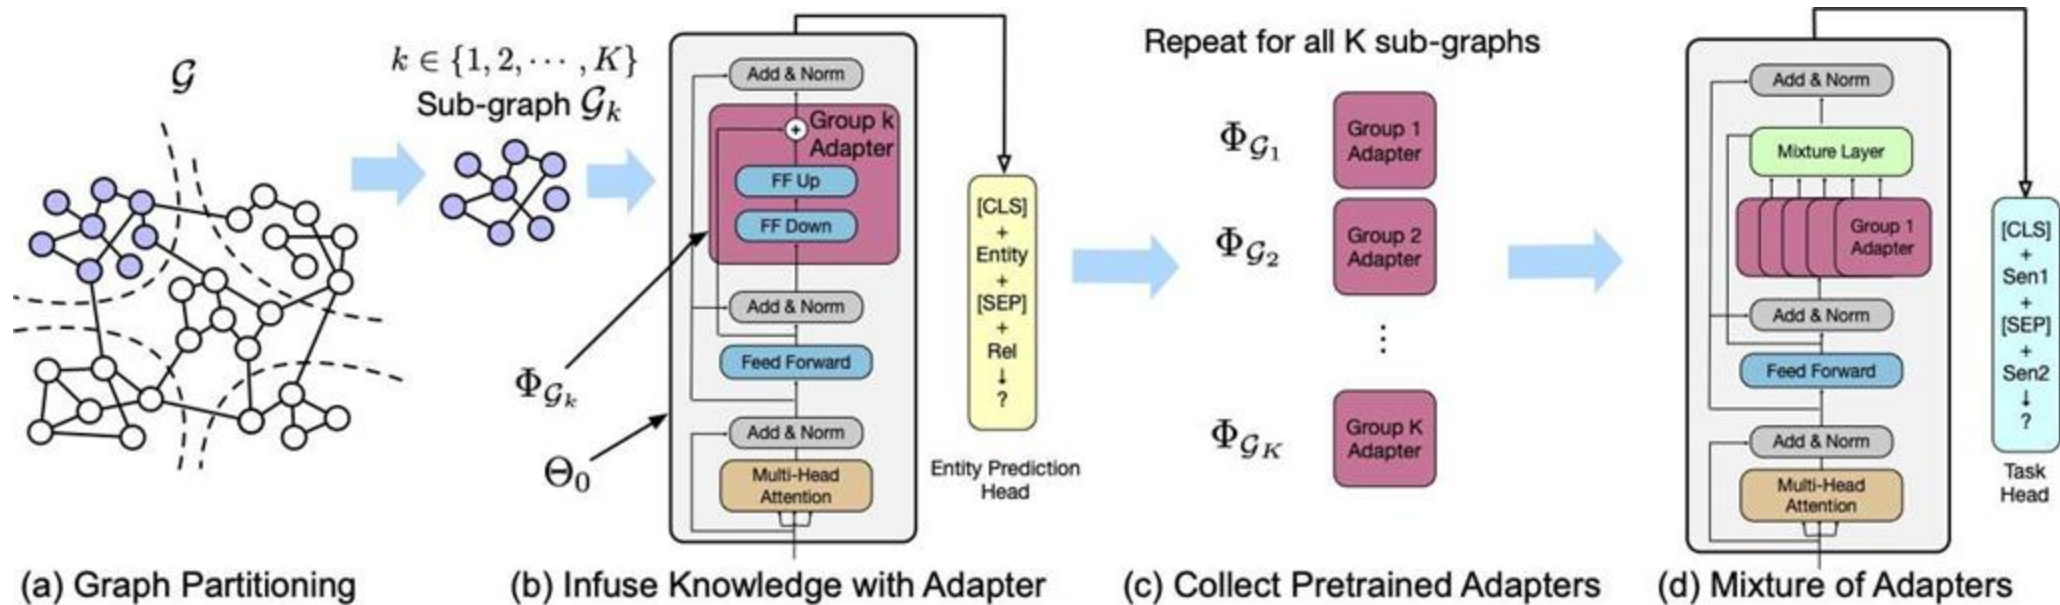 𝒢
k ∈ {1, 2, ⋯ , K}
Sub-graph 𝒢ₖ
Add & Norm
Group k
Adapter
+
FF Up
FF Down
Add & Norm
Feed Forward
Add & Norm
Multi-Head
Attention
Φ_𝒢ₖ
Θ₀
[CLS]
+
Entity
+
[SEP]
+
Rel
↓
?
Entity Prediction
Head
Repeat for all K sub-graphs
Φ_𝒢₁
Group 1
Adapter
Φ_𝒢₂
Group 2
Adapter
⋮
Φ_𝒢_K
Group K
Adapter
Add & Norm
Mixture Layer
Group 1
Adapter
Add & Norm
Feed Forward
Add & Norm
Multi-Head
Attention
[CLS]
+
Sen1
+
[SEP]
+
Sen2
↓
?
Task
Head
(a) Graph Partitioning
(b) Infuse Knowledge with Adapter
(c) Collect Pretrained Adapters
(d) Mixture of Adapters